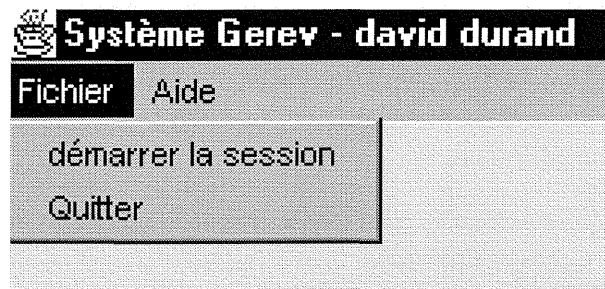 Système Gerev - david durand
Fichier Aide
démarrer la session
Quitter